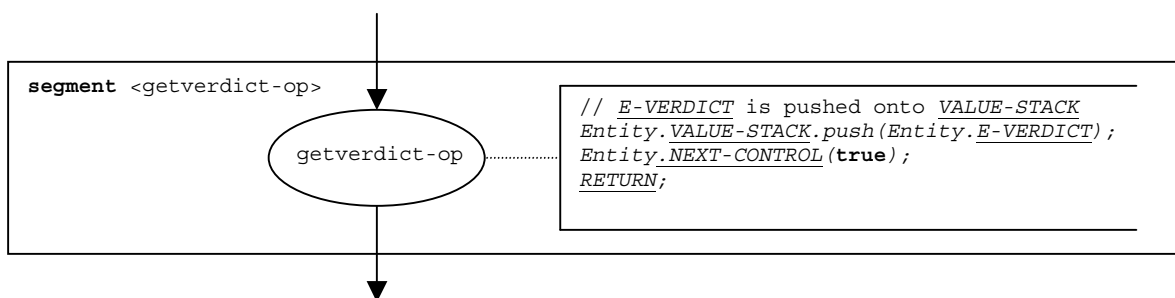 segment <getverdict-op>
getverdict-op
// E-VERDICT is pushed onto VALUE-STACK
Entity.VALUE-STACK.push(Entity.E-VERDICT);
Entity.NEXT-CONTROL(true);
RETURN;